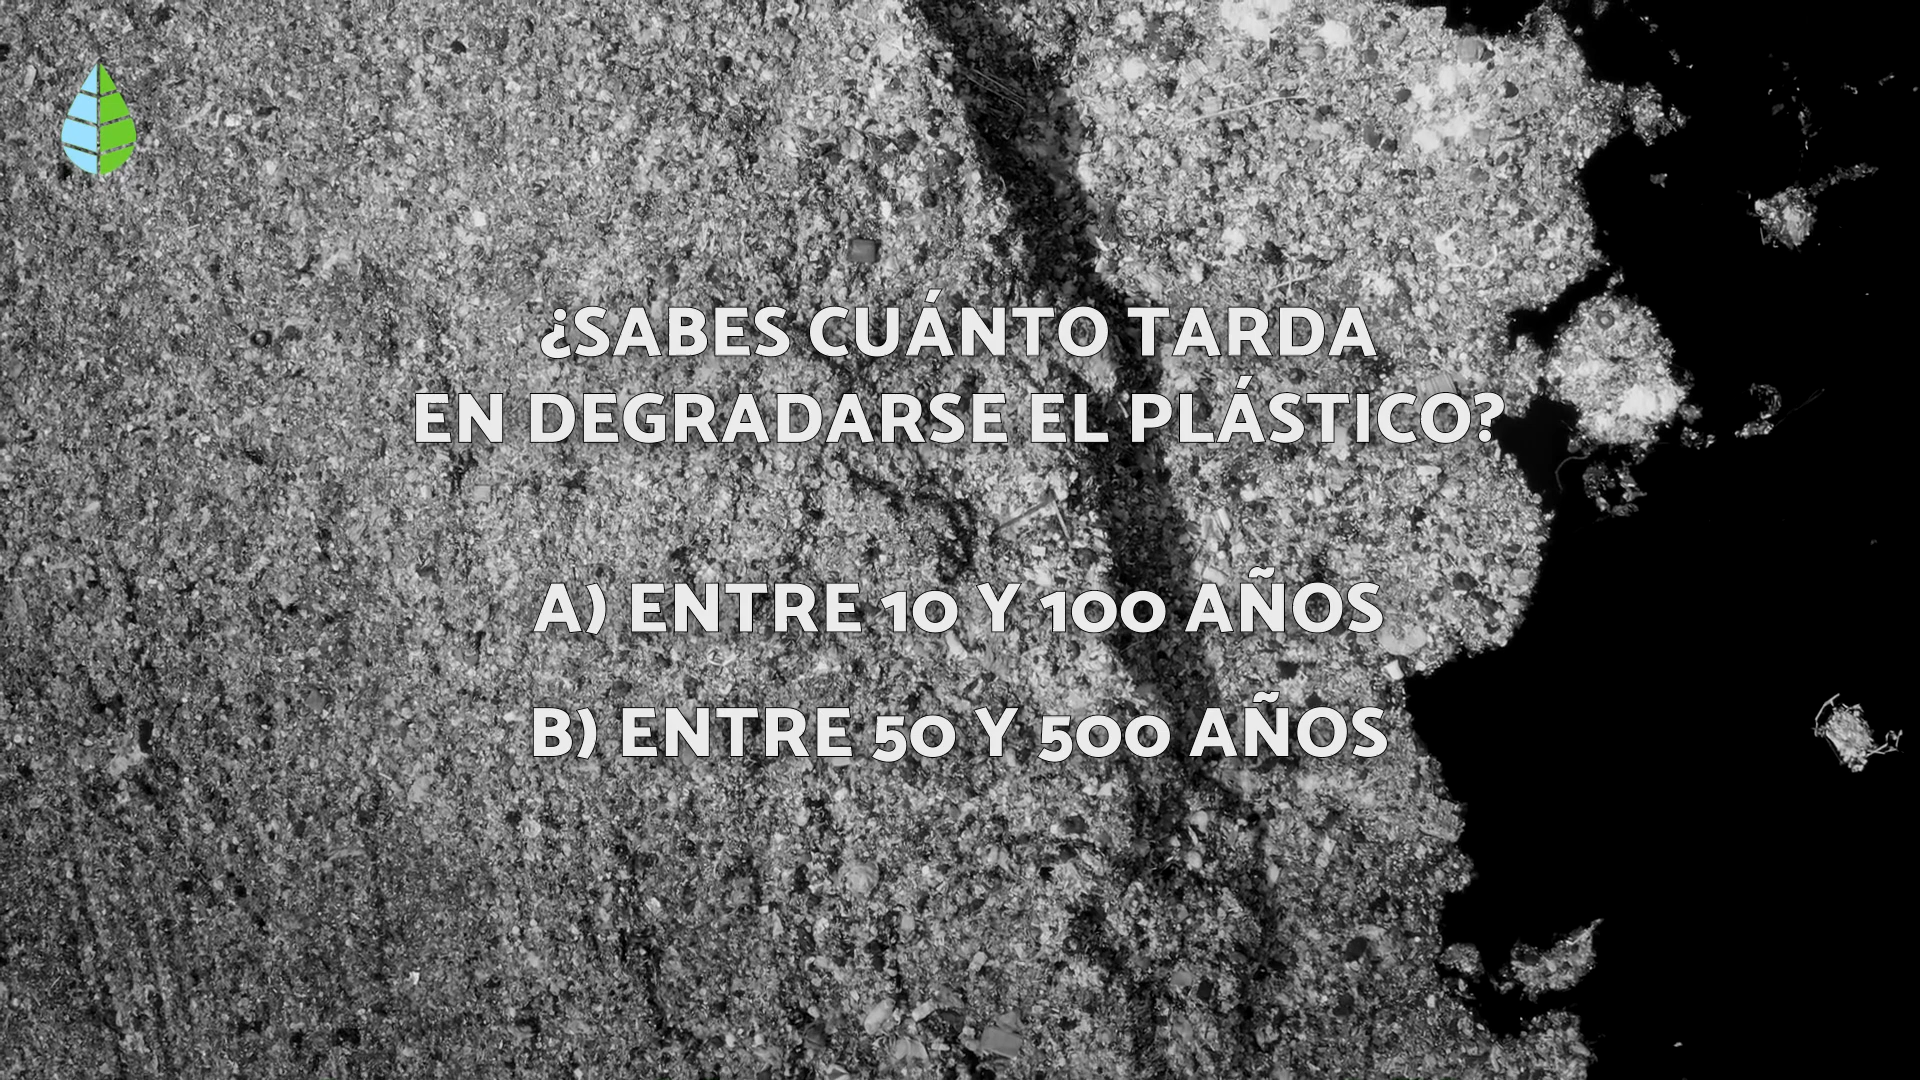 ¿SABES CUÁNTO TARDA
EN DEGRADARSE EL PLÁSTICO?
A) ENTRE 10 Y 100 AÑOS
B) ENTRE 50 Y 500 AÑOS